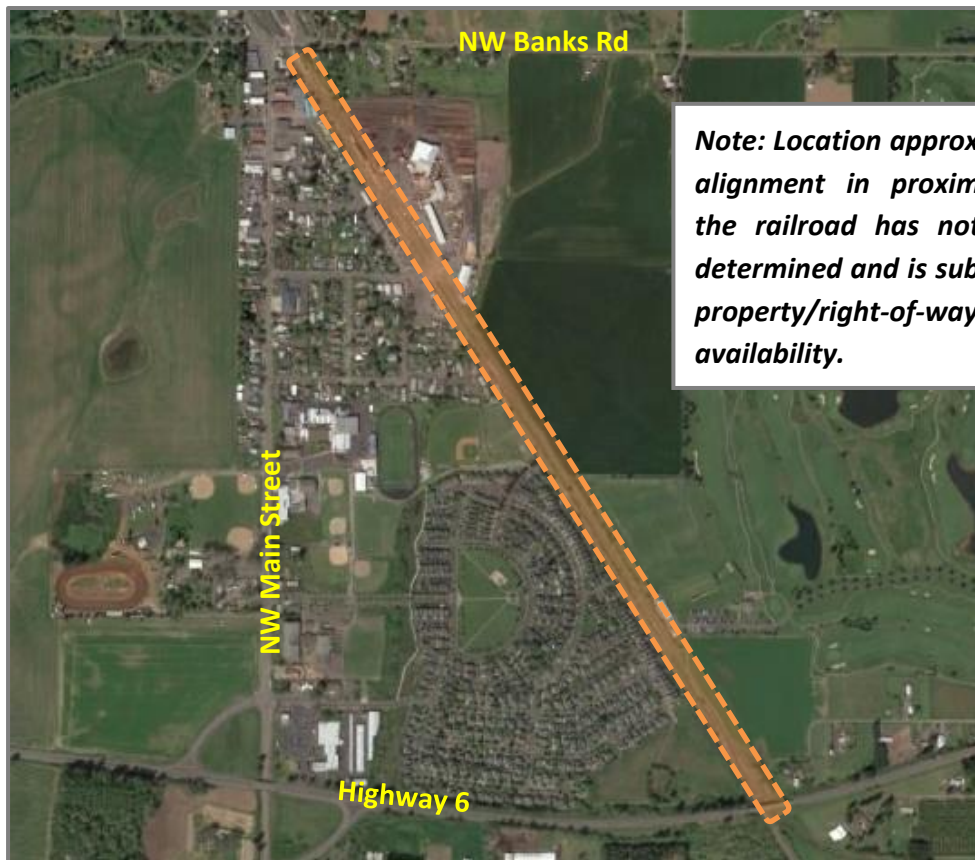 NW Banks Rd
Note: Location approx
alignment in proxim
the railroad has not
determined and is sub
property/right-of-way
availability.
NW Main Street
Highway 6